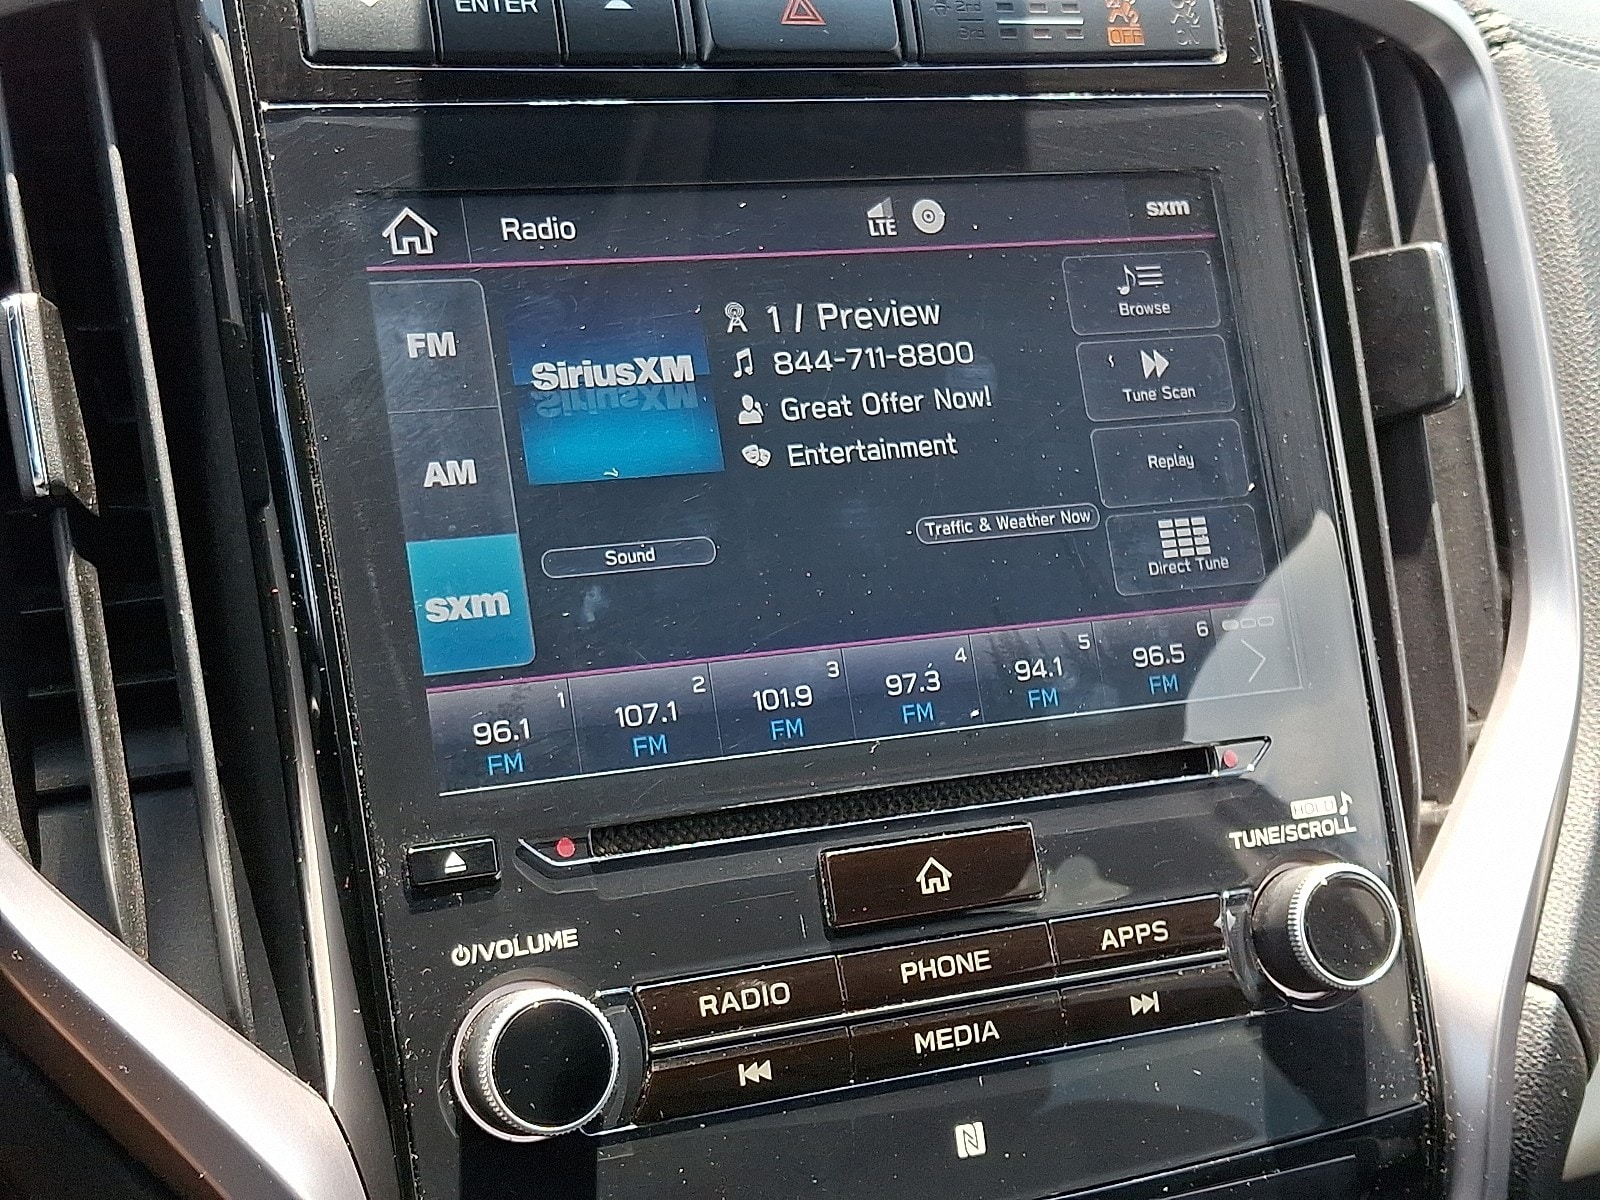 ENTER
2nd
3rd
OFF
Radio
LTE
sxm
FM
AM
sxm
SiriusXM
1 / Preview
844-711-8800
Great Offer Now!
Entertainment
Sound
Traffic & Weather Now
Browse
Tune Scan
Replay
Direct Tune
1
96.1
FM
2
107.1
FM
3
101.9
FM
4
97.3
FM
5
94.1
FM
6
96.5
FM
HOLD
TUNE/SCROLL
/VOLUME
RADIO
PHONE
APPS
MEDIA
N